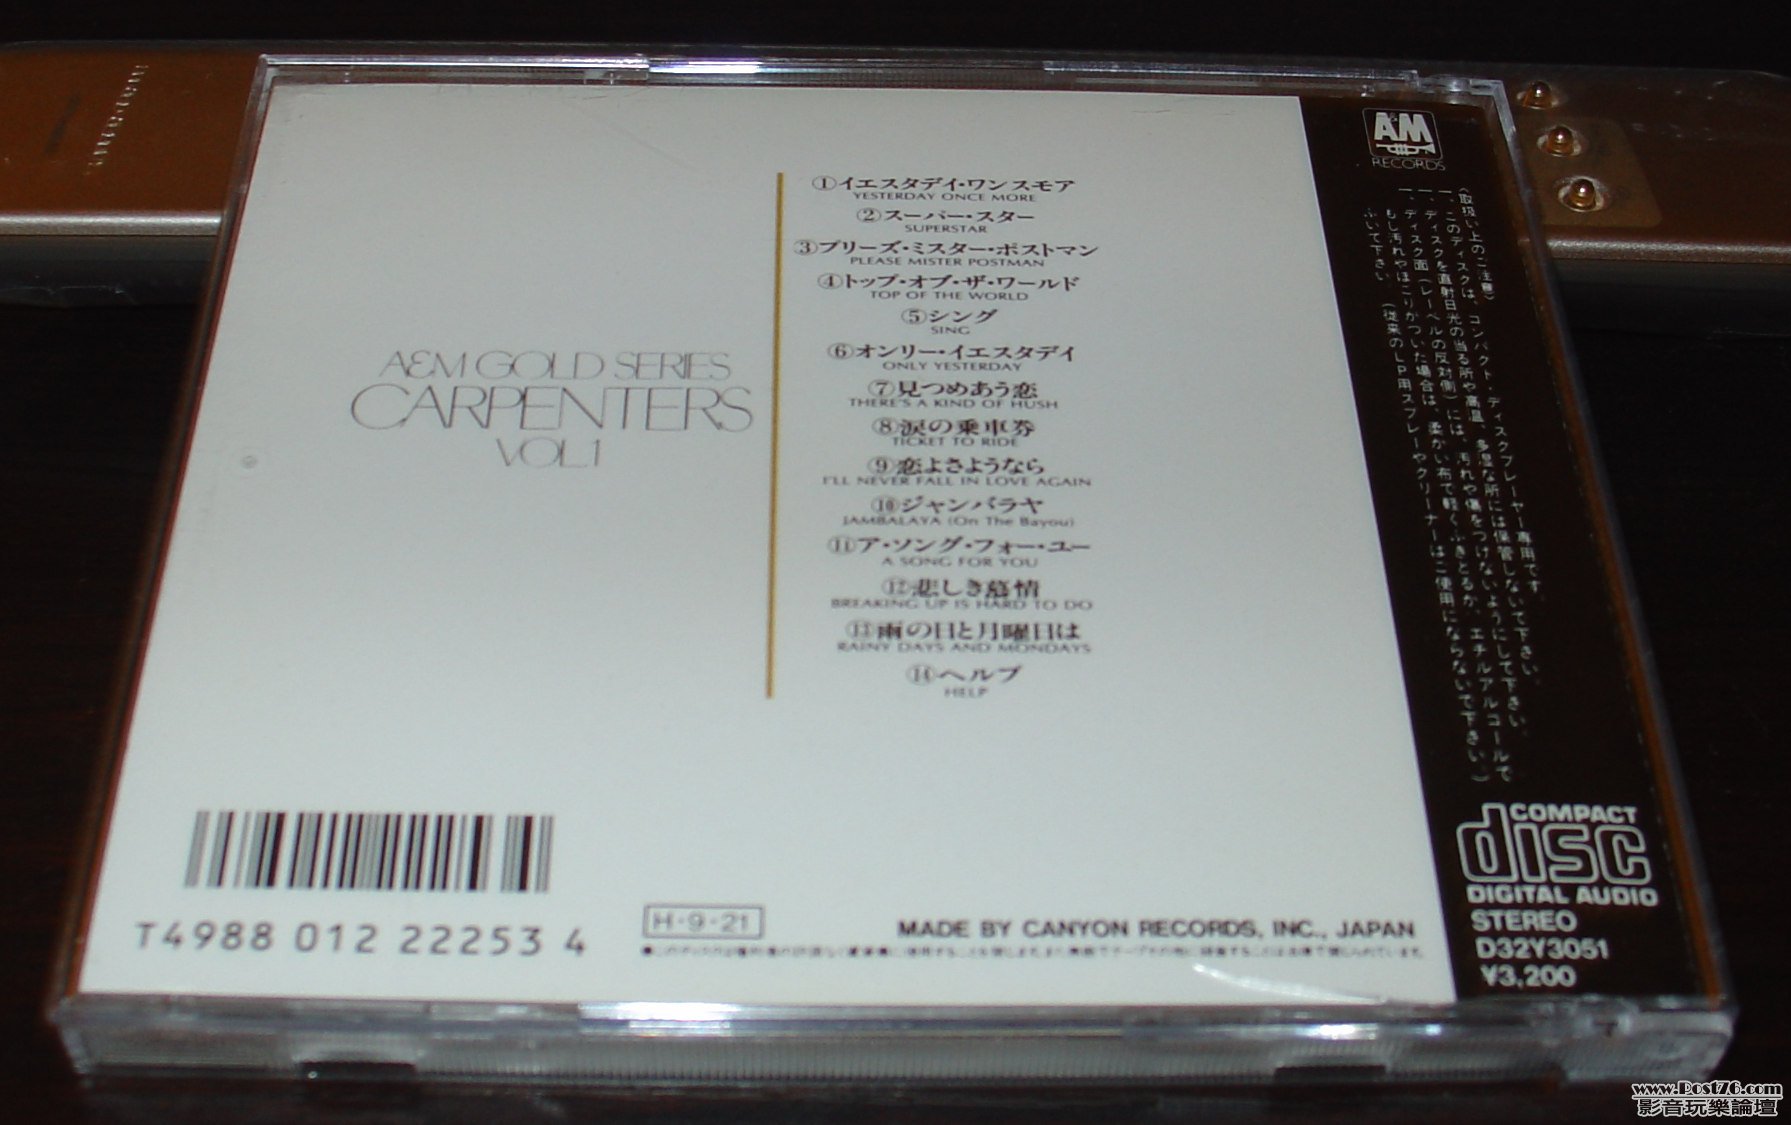 A&M GOLD SERIES
CARPENTERS
VOL.1
①イエスタデイ・ワンスモア
YESTERDAY ONCE MORE
②スーパー・スター
SUPERSTAR
③プリーズ・ミスター・ポストマン
PLEASE MISTER POSTMAN
④トップ・オブ・ザ・ワールド
TOP OF THE WORLD
⑤シング
SING
⑥オンリー・イエスタデイ
ONLY YESTERDAY
⑦見つめあう恋
THERE'S A KIND OF HUSH
⑧涙の乗車券
TICKET TO RIDE
⑨恋よさようなら
I'LL NEVER FALL IN LOVE AGAIN
⑩ジャンバラヤ
JAMBALAYA (On The Bayou)
⑪ア・ソング・フォー・ユー
A SONG FOR YOU
⑫悲しき慕情
BREAKING UP IS HARD TO DO
⑬雨の日と月曜日は
RAINY DAYS AND MONDAYS
⑭ヘルプ
HELP
T4988 012 22253 4
H・9・21
MADE BY CANYON RECORDS, INC., JAPAN
A&M
RECORDS
(取扱い上のご注意)
一、このディスクは、コンパクト・ディスクプレーヤー専用です。
一、ディスクを直射日光の当る所や高温、多湿な所には保管しないで下さい。
一、ディスク面(レーベルの反対側)には、汚れや傷をつけないようにして下さい。
もし汚れやほこりがついた場合は、柔かい布で軽くふきとるか、エチルアルコールで
ふいて下さい。(従来のLP用スプレーやクリーナーはご使用にならないで下さい。)
COMPACT
disc
DIGITAL AUDIO
STEREO
D32Y3051
¥3,200
www.Post76.com
影音玩樂論壇